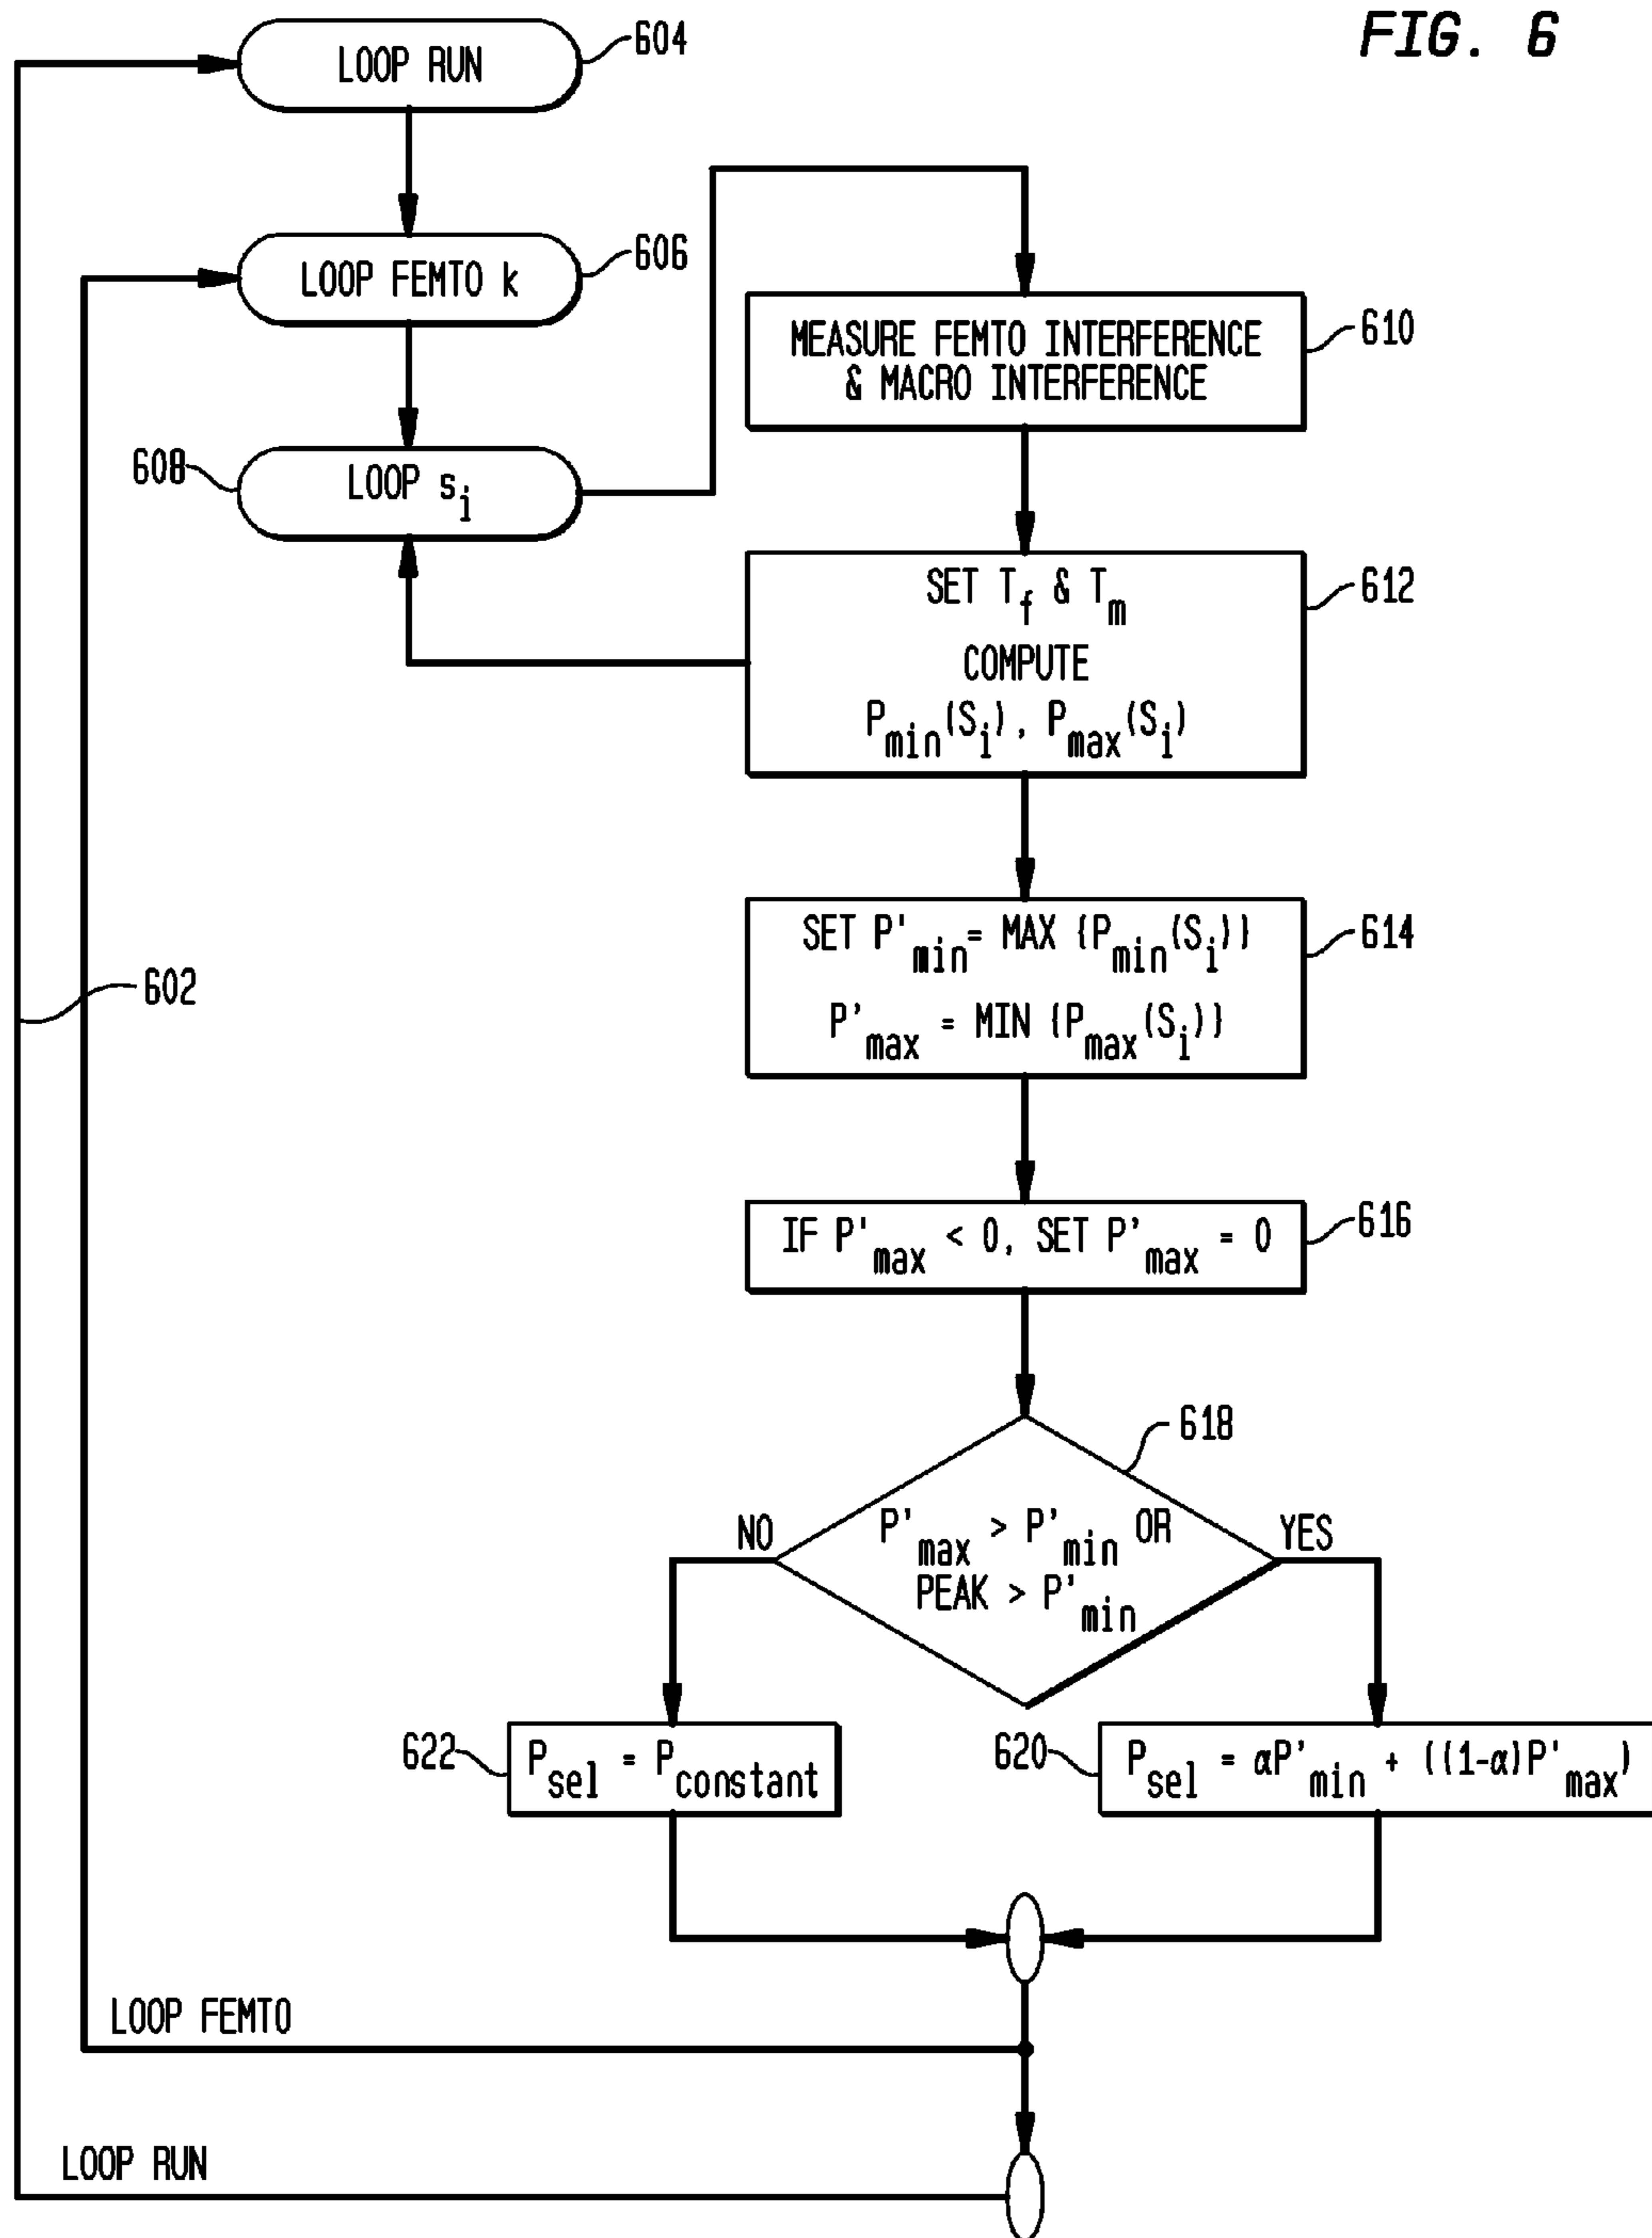 FIG. 6
LOOP RUN
604
LOOP FEMTO k
606
LOOP s_i
608
MEASURE FEMTO INTERFERENCE
& MACRO INTERFERENCE
610
SET T_f & T_m
COMPUTE
P_min(S_i), P_max(S_i)
612
SET P'_min = MAX {P_min(S_i)}
P'_max = MIN {P_max(S_i)}
614
602
IF P'_max < 0, SET P'_max = 0
616
618
P'_max > P'_min OR
PEAK > P'_min
NO
YES
622
P_sel = P_constant
620
P_sel = αP'_min + ((1-α)P'_max)
LOOP FEMTO
LOOP RUN